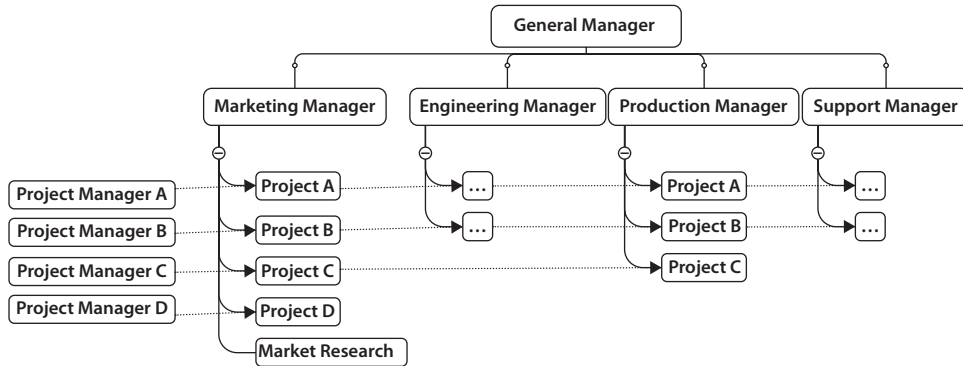 General Manager
Marketing Manager
Engineering Manager
Production Manager
Support Manager
Project Manager A
Project A
...
Project A
...
Project Manager B
Project B
...
Project B
...
Project Manager C
Project C
Project C
Project Manager D
Project D
Market Research